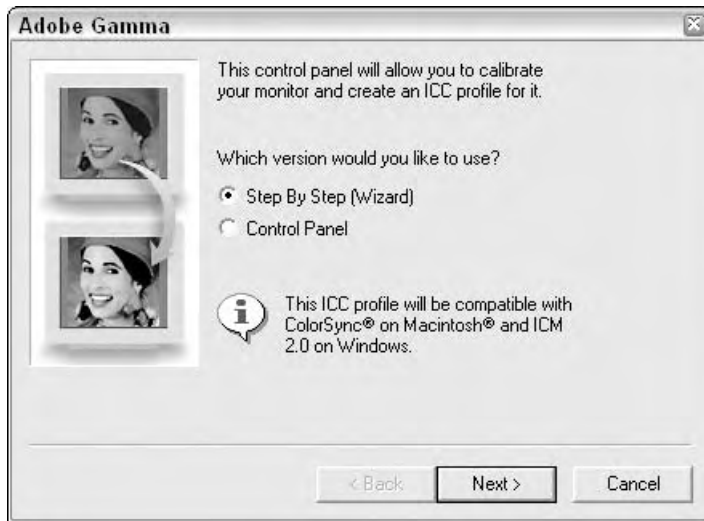 Adobe Gamma
This control panel will allow you to calibrate
your monitor and create an ICC profile for it.
Which version would you like to use?
Step By Step (Wizard)
Control Panel
This ICC profile will be compatible with
ColorSync® on Macintosh® and ICM
2.0 on Windows.
< Back
Next >
Cancel